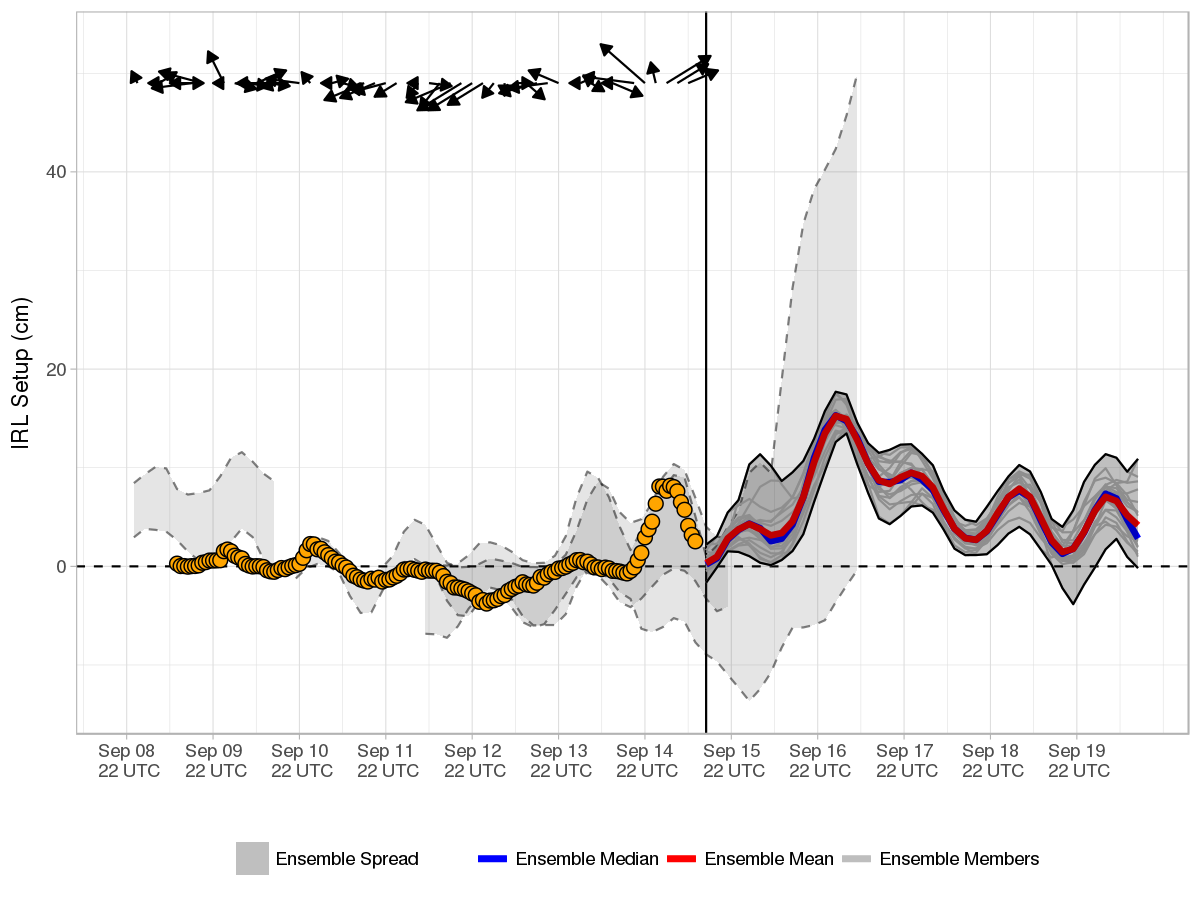 IRL Setup (cm)
40
20
0
Sep 08 Sep 09 Sep 10 Sep 11 Sep 12 Sep 13 Sep 14 Sep 15 Sep 16 Sep 17 Sep 18 Sep 19
22 UTC 22 UTC 22 UTC 22 UTC 22 UTC 22 UTC 22 UTC 22 UTC 22 UTC 22 UTC 22 UTC 22 UTC
Ensemble Spread Ensemble Median Ensemble Mean Ensemble Members